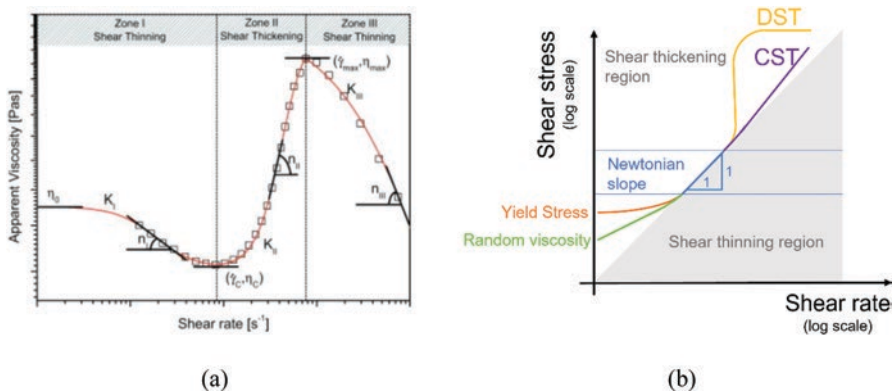 Zone I
Shear Thinning
Zone II
Shear Thickening
Zone III
Shear Thinning
(γ̇max,ηmax)
KIII
Apparent Viscosity [Pas]
η0
KI
nI
nII
KII
nIII
(γ̇C,ηC)
Shear rate [s-1]
(a)
DST
CST
Shear thickening
region
Shear stress
(log scale)
Newtonian
slope
1
1
Yield Stress
Random viscosity
Shear thinning region
Shear rate
(log scale)
(b)